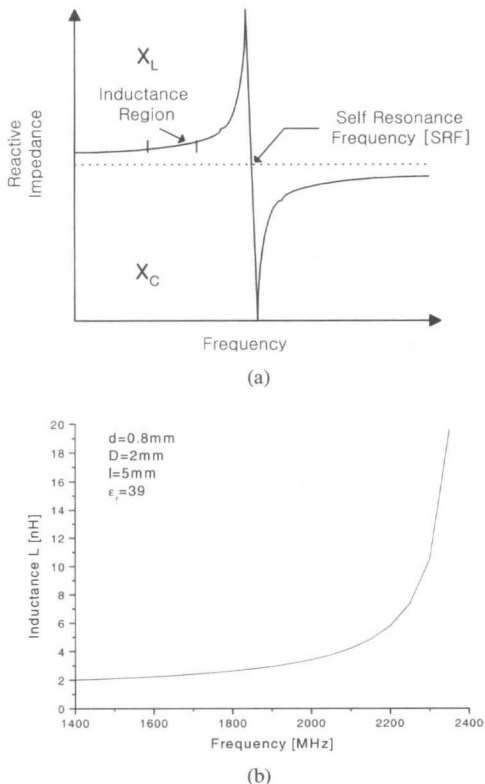 X_L
Inductance
Region
Self Resonance
Frequency [SRF]
Reactive
Impedance
X_C
Frequency
(a)
20
18
16
14
12
10
8
6
4
2
0
d=0.8mm
D=2mm
l=5mm
ε_r=39
Inductance L [nH]
1400
1600
1800
2000
2200
2400
Frequency [MHz]
(b)